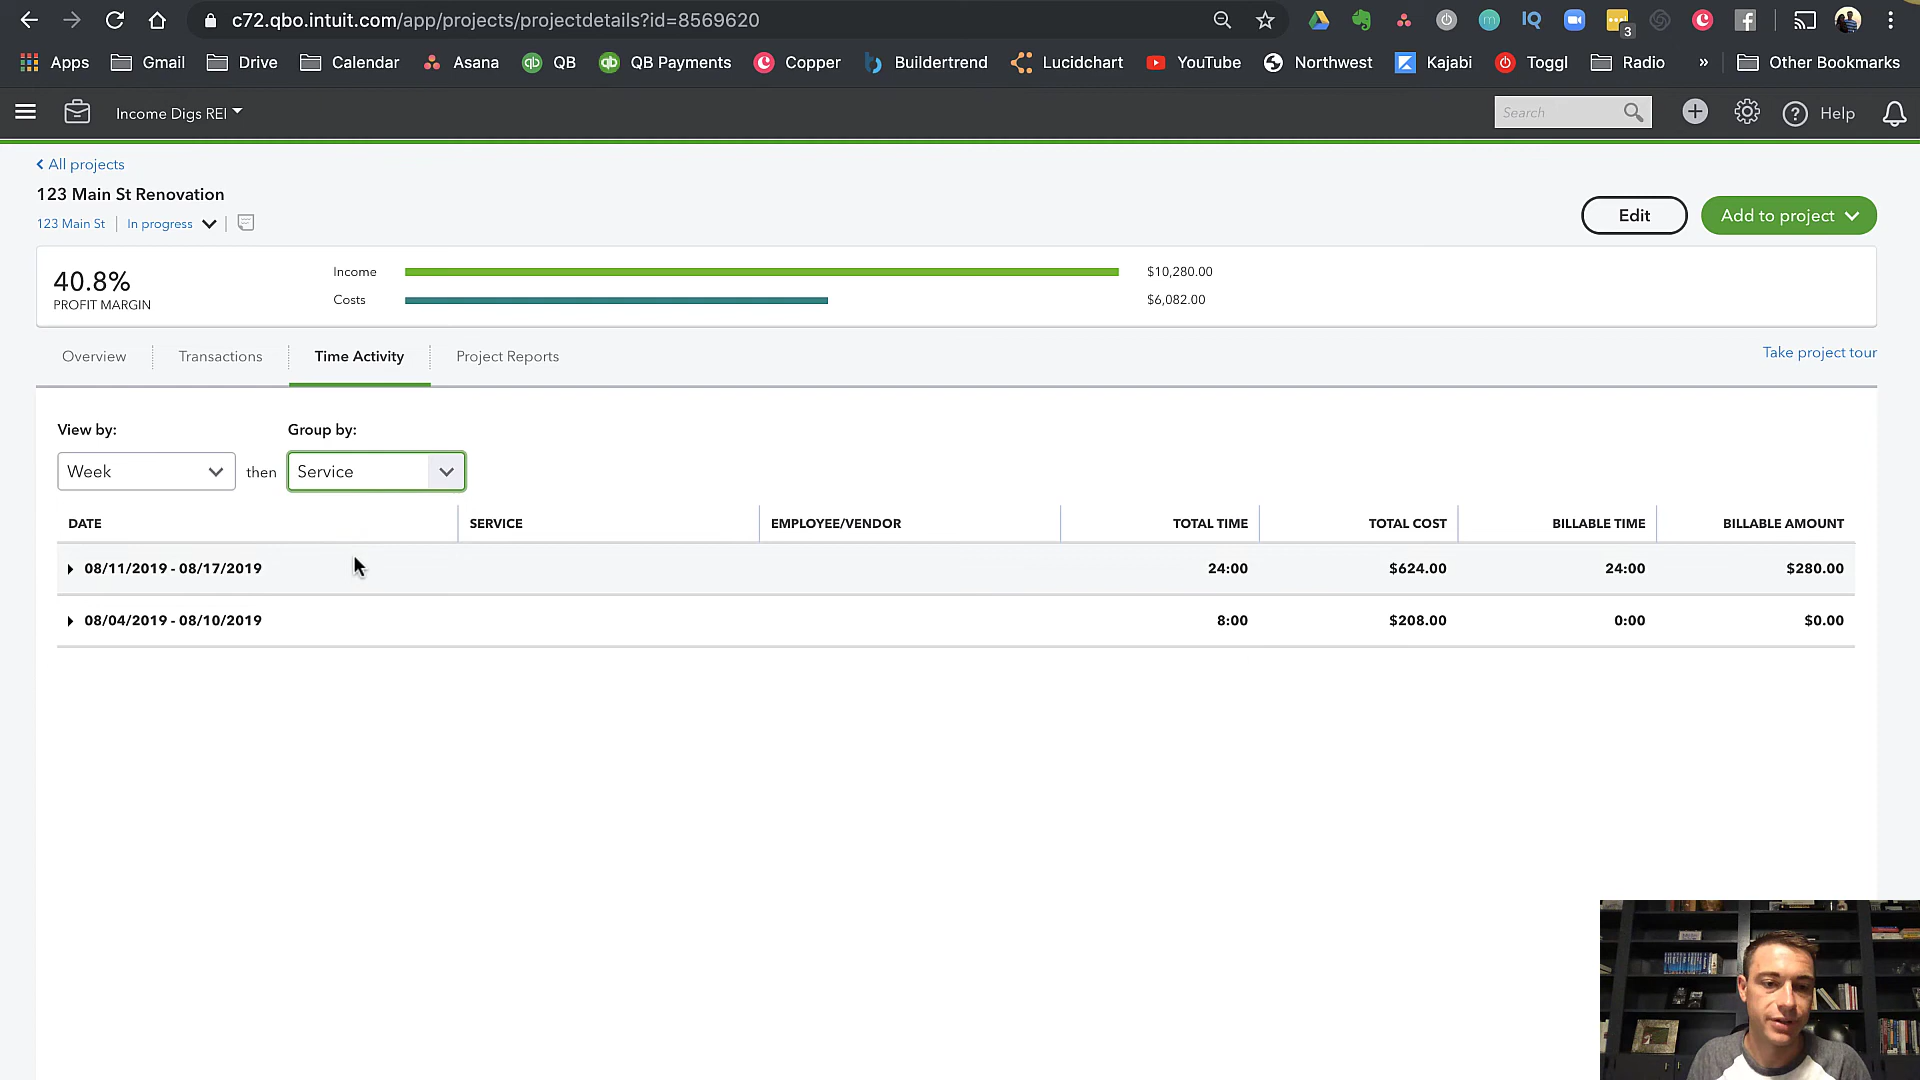 c72.qbo.intuit.com/app/projects/projectdetails?id=8569620
3
Apps Gmail Drive Calendar Asana QB QB Payments Copper Buildertrend Lucidchart YouTube Northwest Kajabi Toggl Radio » Other Bookmarks
Income Digs REI Search Help
All projects
123 Main St Renovation
123 Main St In progress
Edit Add to project
40.8%
PROFIT MARGIN
Income $10,280.00
Costs $6,082.00
Overview Transactions Time Activity Project Reports Take project tour
View by: Group by:
Week then Service
DATE SERVICE EMPLOYEE/VENDOR TOTAL TIME TOTAL COST BILLABLE TIME BILLABLE AMOUNT
08/11/2019 - 08/17/2019 24:00 $624.00 24:00 $280.00
08/04/2019 - 08/10/2019 8:00 $208.00 0:00 $0.00